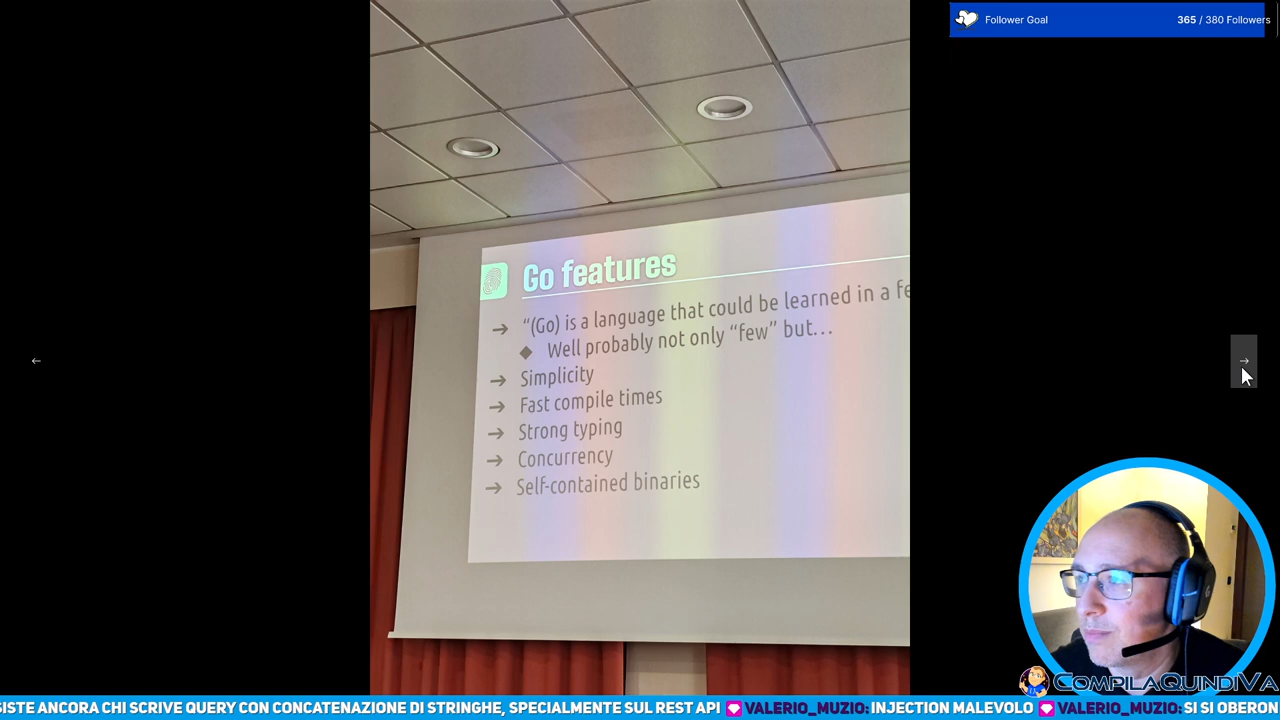 Follower Goal
365 / 380 Followers
Go features
➔ “(Go) is a language that could be learned in a
◆ Well probably not only “few” but…
➔ Simplicity
➔ Fast compile times
➔ Strong typing
➔ Concurrency
➔ Self-contained binaries
COMPILAQUINDIVA
SISTE ANCORA CHI SCRIVE QUERY CON CONCATENAZIONE DI STRINGHE, SPECIALMENTE SUL REST API VALERIO_MUZIO: INJECTION MALEVOLO VALERIO_MUZIO: SI SI OBERON